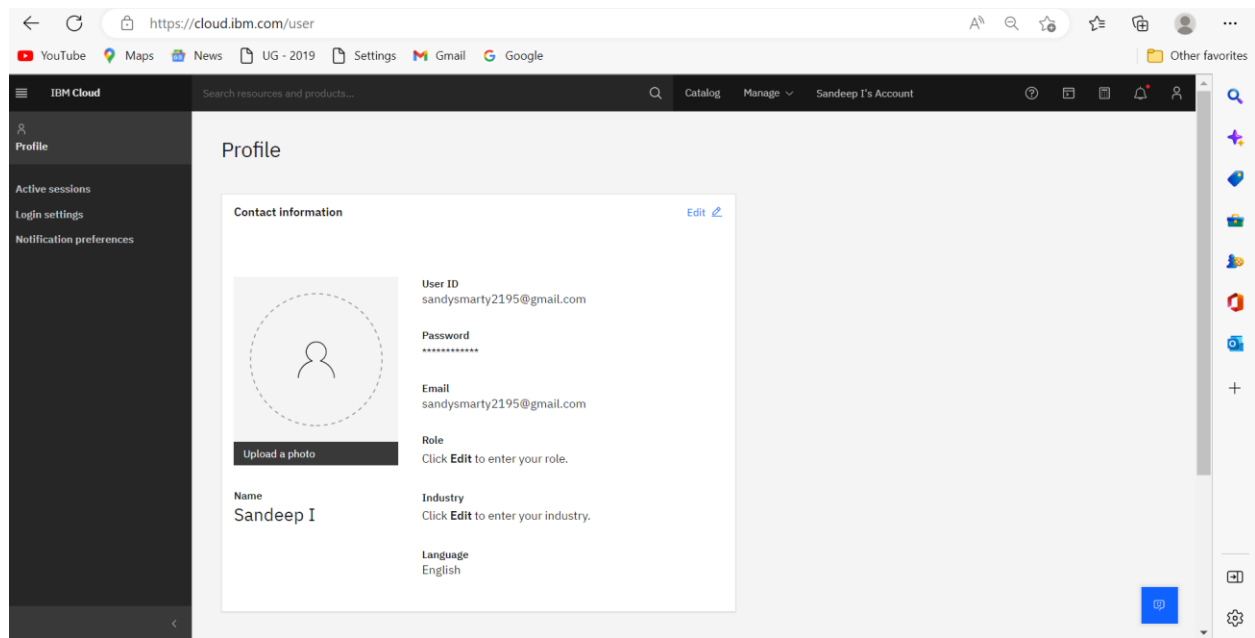 https://cloud.ibm.com/user
YouTube Maps News UG - 2019 Settings Gmail Google Other favorites
IBM Cloud Search resources and products... Catalog Manage Sandeep I's Account
Profile
Active sessions
Login settings
Notification preferences
Profile
Contact information Edit
Upload a photo
Name
Sandeep I
User ID
sandysmarty2195@gmail.com
Password
************
Email
sandysmarty2195@gmail.com
Role
Click Edit to enter your role.
Industry
Click Edit to enter your industry.
Language
English